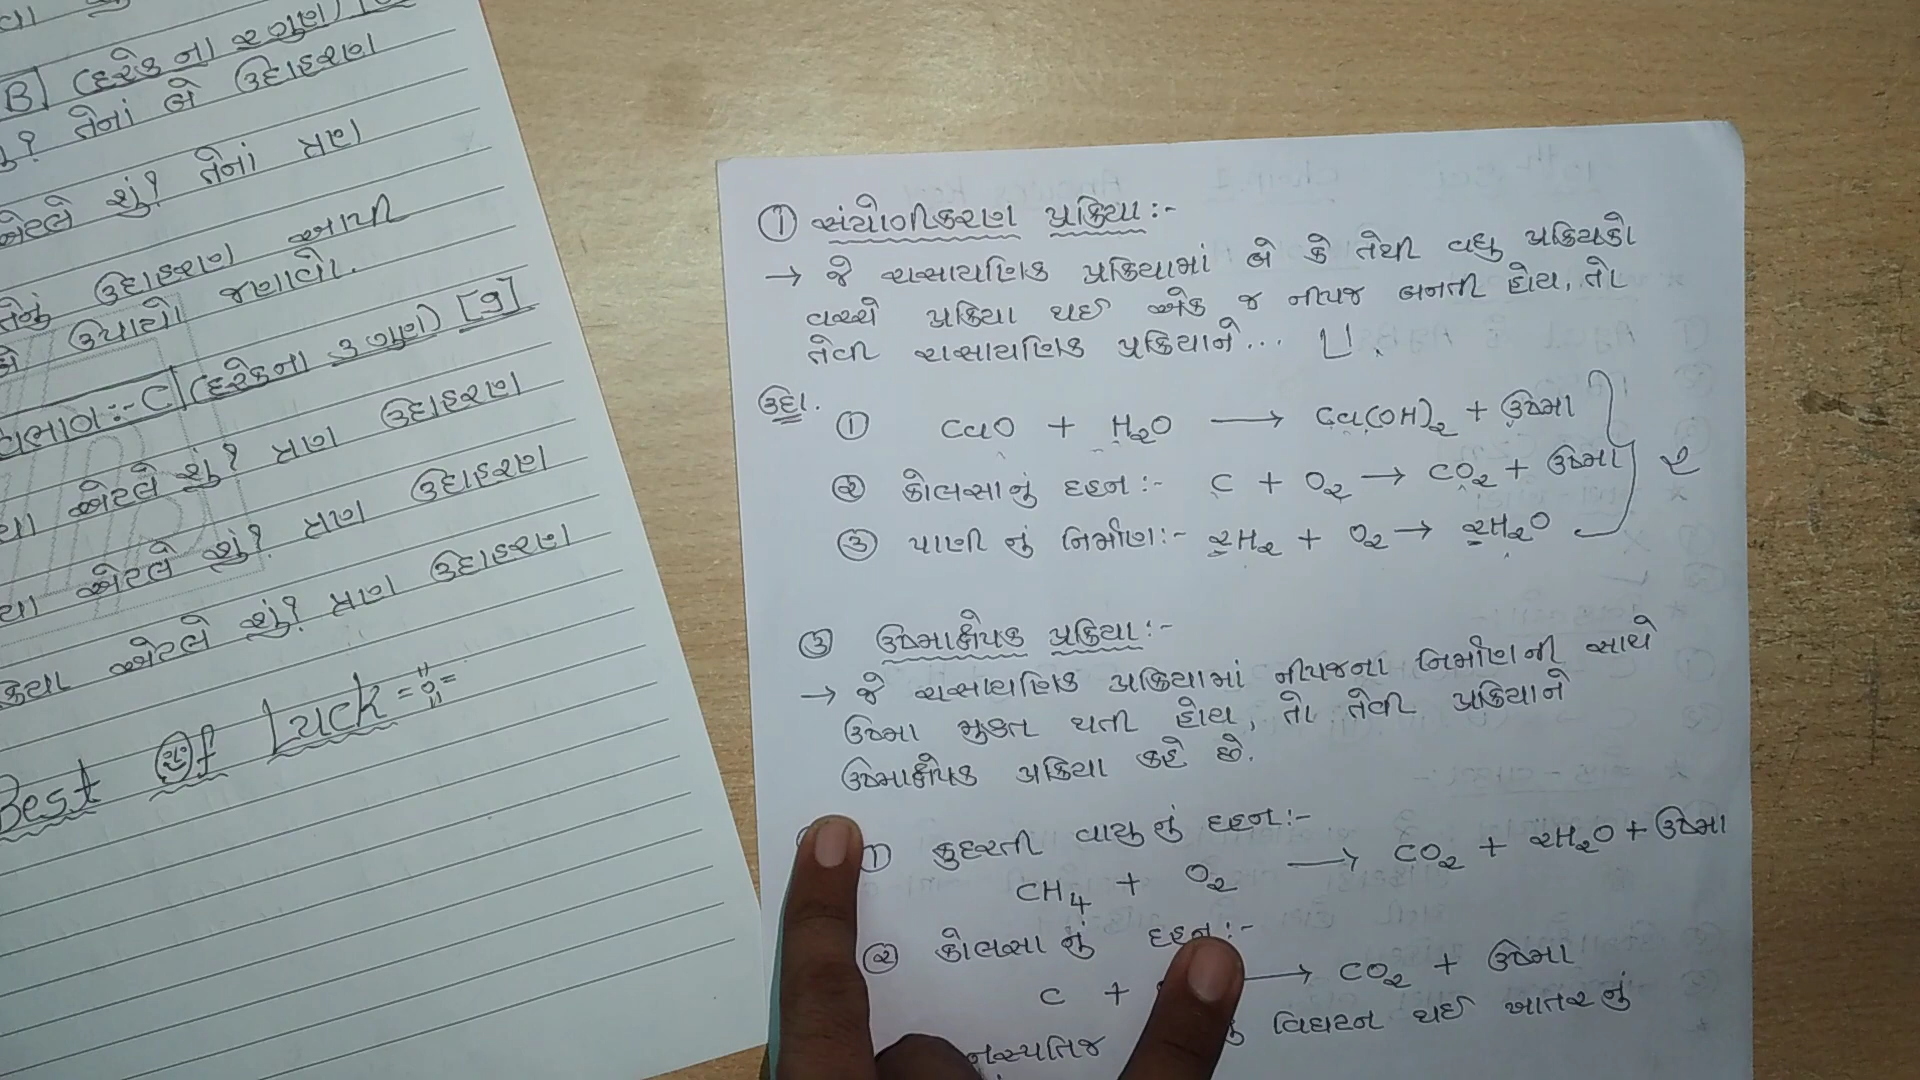 B (દરેક ના ૨ ગુણ)
? તેનાં બે ઉદાહરણ
એટલે શું? તેનાં ત્રણ
તેનું ઉદાહરણ આપી
ઉપાયો જણાવો.
વિભાગ:- C (દરેકના ૩ ગુણ) [9]
એટલે શું? ત્રણ ઉદાહરણ
એટલે શું? ત્રણ ઉદાહરણ
એટલે શું? ત્રણ ઉદાહરણ
Best Of Luck
① સંયોગીકરણ પ્રક્રિયા:-
→ જે રાસાયણિક પ્રક્રિયામાં બે કે તેથી વધુ પ્રક્રિયકો
વચ્ચે પ્રક્રિયા થઈ એક જ નીપજ બનતી હોય, તો
તેવી રાસાયણિક પ્રક્રિયાને...
ઉદા.
① CaO + H₂O ⟶ Ca(OH)₂ + ઉષ્મા
② કોલસાનું દહન:- C + O₂ → CO₂ + ઉષ્મા
૨
③ પાણી નું નિર્માણ:- 2H₂ + O₂ → 2H₂O
③ ઉષ્માક્ષેપક પ્રક્રિયા:-
→ જે રાસાયણિક પ્રક્રિયામાં નીપજના નિર્માણ ની સાથે
ઉષ્મા મુક્ત થતી હોય, તો તેવી પ્રક્રિયાને
ઉષ્માક્ષેપક પ્રક્રિયા કહે છે.
① કુદરતી વાયુ નું દહન:-
CH₄ + O₂ ⟶ CO₂ + 2H₂O + ઉષ્મા
② કોલસા નું દહન:-
C + ⟶ CO₂ + ઉષ્મા
વિઘટન થઈ ખાતર નું